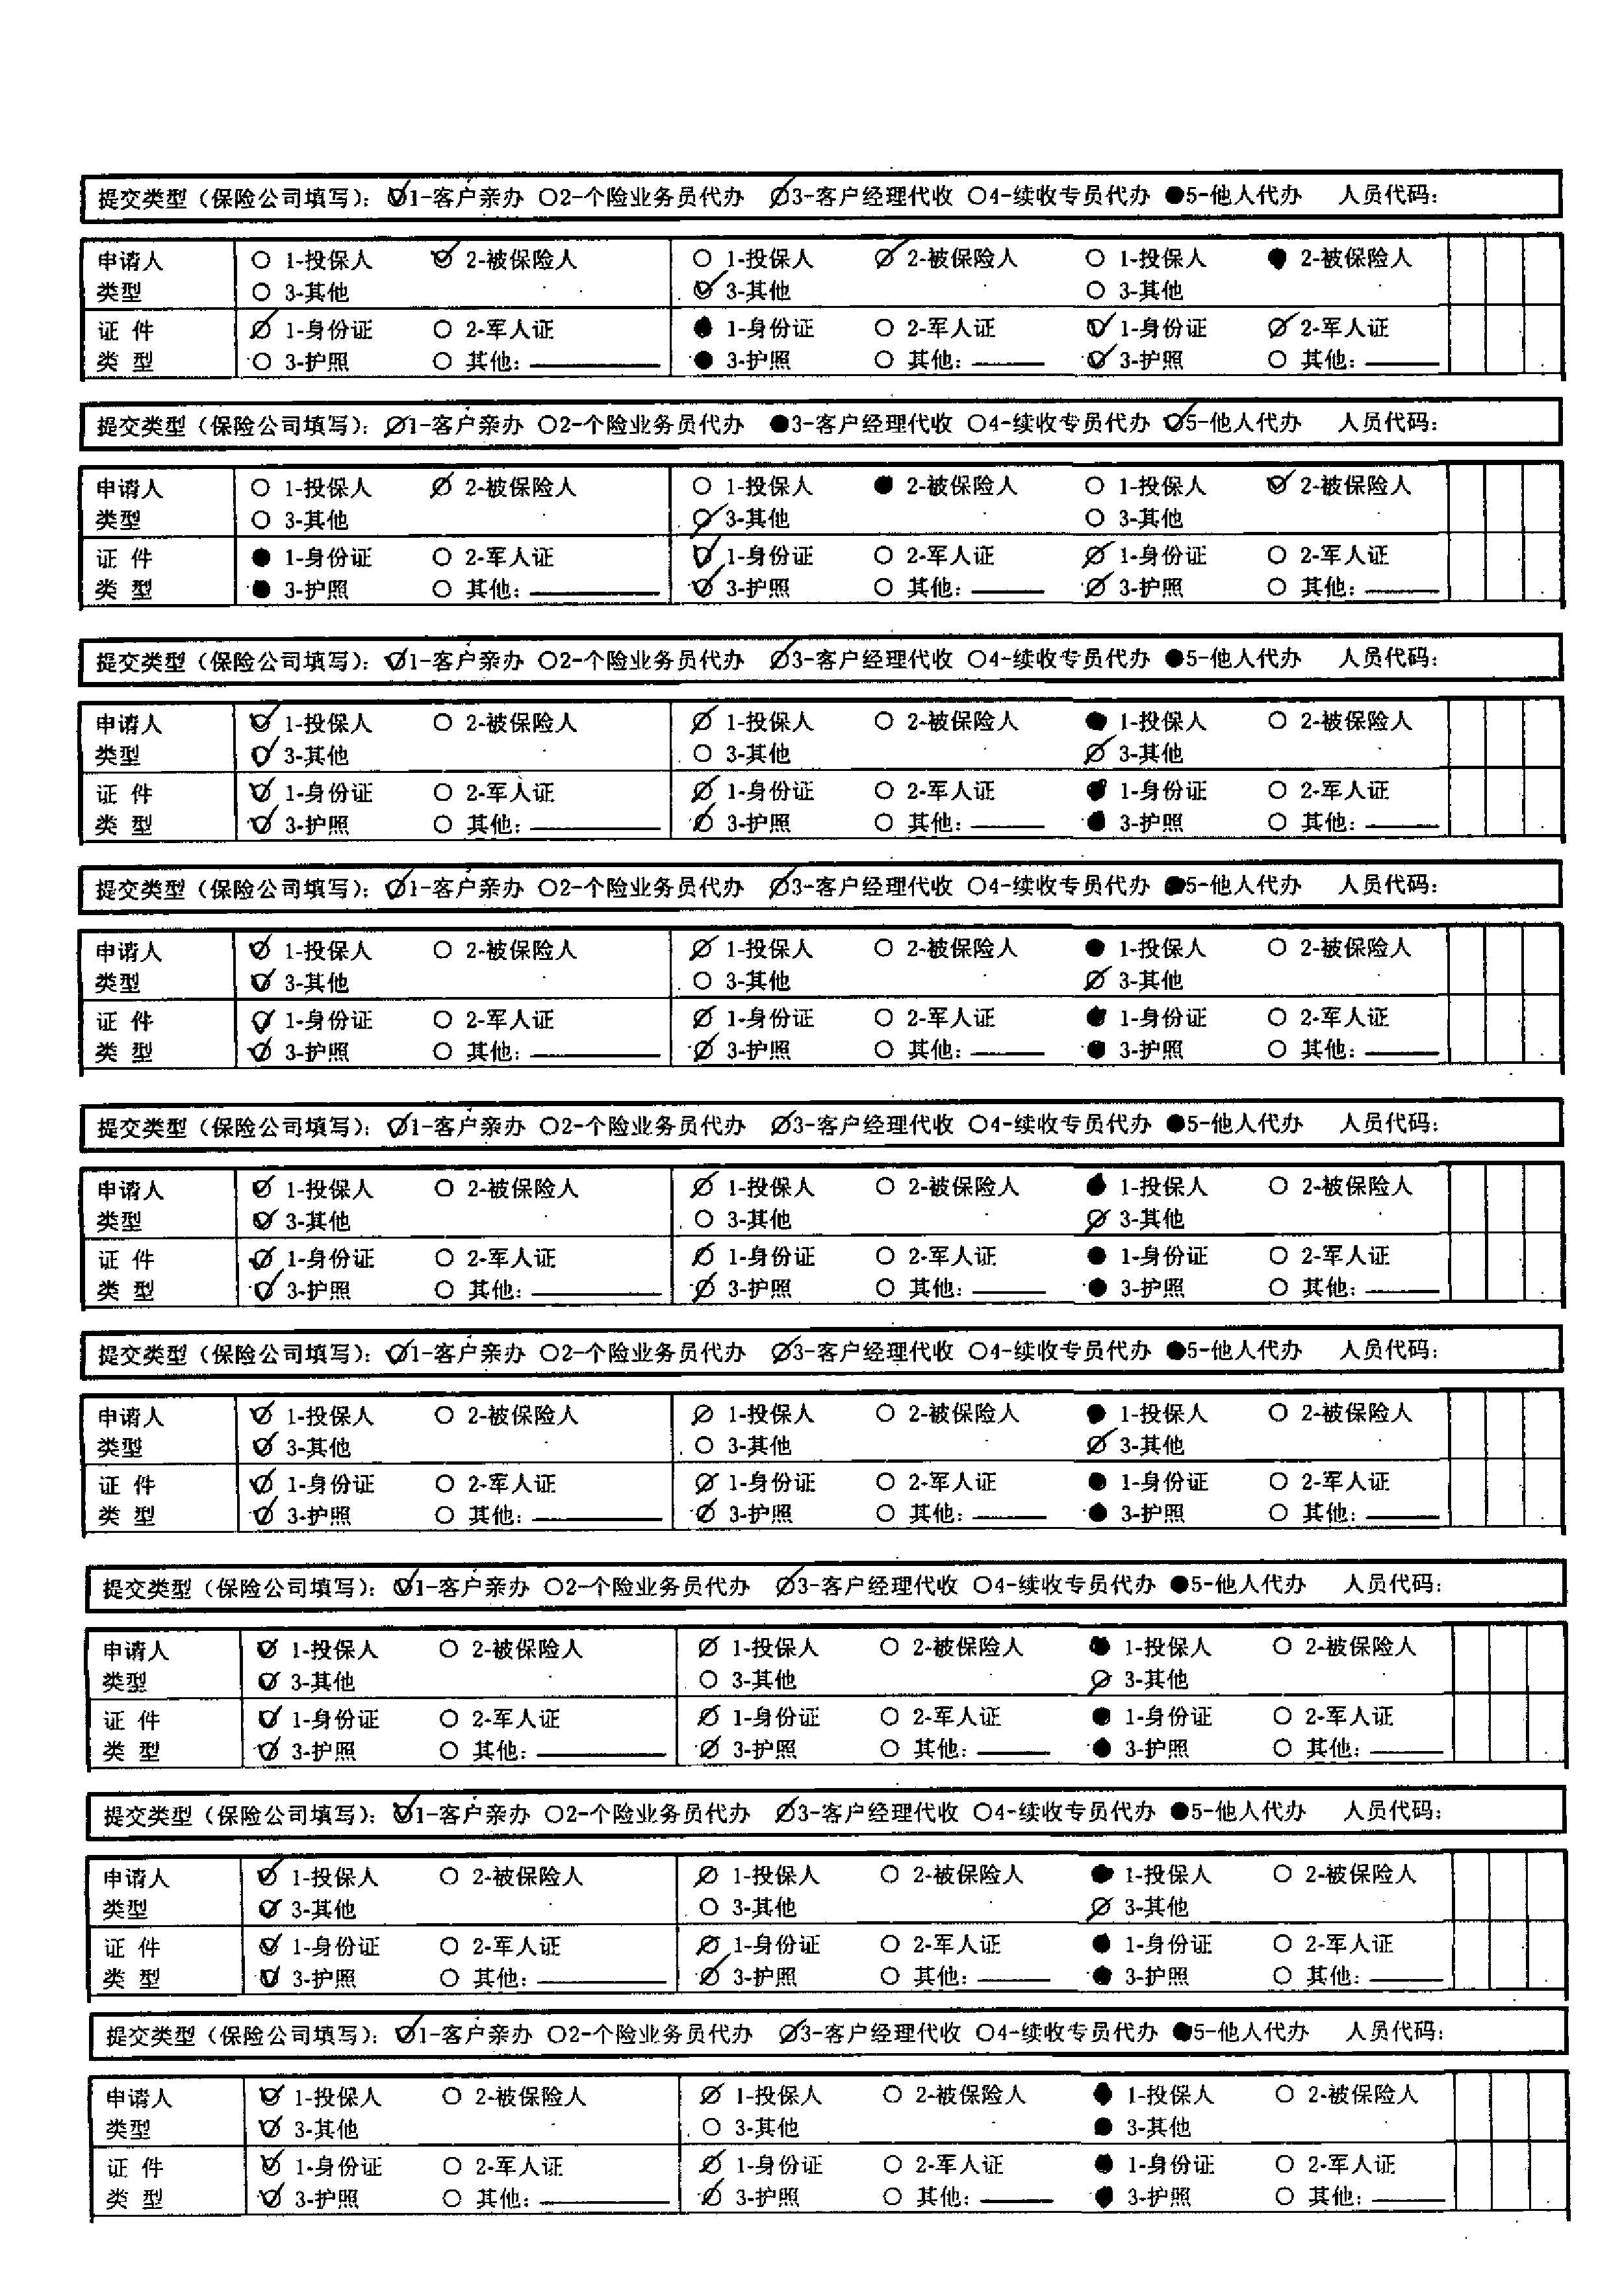 提交类型（保险公司填写）： 1-客户亲办 ○2-个险业务员代办 3-客户经理代收 ○4-续收专员代办 ●5-他人代办 人员代码：
申请人 ○ 1-投保人 2-被保险人 ○ 1-投保人 2-被保险人 ○ 1-投保人 ● 2-被保险人
类型 ○ 3-其他 3-其他 ○ 3-其他
证 件 1-身份证 ○ 2-军人证 ● 1-身份证 ○ 2-军人证 1-身份证 2-军人证
类 型 ○ 3-护照 ○ 其他： ● 3-护照 ○ 其他： 3-护照 ○ 其他：
提交类型（保险公司填写）： 1-客户亲办 ○2-个险业务员代办 ●3-客户经理代收 ○4-续收专员代办 5-他人代办 人员代码：
申请人 ○ 1-投保人 2-被保险人 ○ 1-投保人 ● 2-被保险人 ○ 1-投保人 2-被保险人
类型 ○ 3-其他 3-其他 ○ 3-其他
证 件 ● 1-身份证 ○ 2-军人证 1-身份证 ○ 2-军人证 1-身份证 ○ 2-军人证
类 型 ● 3-护照 ○ 其他： 3-护照 ○ 其他： 3-护照 ○ 其他：
提交类型（保险公司填写）： 1-客户亲办 ○2-个险业务员代办 3-客户经理代收 ○4-续收专员代办 ●5-他人代办 人员代码：
申请人 1-投保人 ○ 2-被保险人 1-投保人 ○ 2-被保险人 ● 1-投保人 ○ 2-被保险人
类型 3-其他 ○ 3-其他 3-其他
证 件 1-身份证 ○ 2-军人证 1-身份证 ○ 2-军人证 ● 1-身份证 ○ 2-军人证
类 型 3-护照 ○ 其他： 3-护照 ○ 其他： ● 3-护照 ○ 其他：
提交类型（保险公司填写）： 1-客户亲办 ○2-个险业务员代办 3-客户经理代收 ○4-续收专员代办 ●5-他人代办 人员代码：
申请人 1-投保人 ○ 2-被保险人 1-投保人 ○ 2-被保险人 ● 1-投保人 ○ 2-被保险人
类型 3-其他 ○ 3-其他 3-其他
证 件 1-身份证 ○ 2-军人证 1-身份证 ○ 2-军人证 ● 1-身份证 ○ 2-军人证
类 型 3-护照 ○ 其他： 3-护照 ○ 其他： ● 3-护照 ○ 其他：
提交类型（保险公司填写）： 1-客户亲办 ○2-个险业务员代办 3-客户经理代收 ○4-续收专员代办 ●5-他人代办 人员代码：
申请人 1-投保人 ○ 2-被保险人 1-投保人 ○ 2-被保险人 ● 1-投保人 ○ 2-被保险人
类型 3-其他 ○ 3-其他 3-其他
证 件 1-身份证 ○ 2-军人证 1-身份证 ○ 2-军人证 ● 1-身份证 ○ 2-军人证
类 型 3-护照 ○ 其他： 3-护照 ○ 其他： ● 3-护照 ○ 其他：
提交类型（保险公司填写）： 1-客户亲办 ○2-个险业务员代办 3-客户经理代收 ○4-续收专员代办 ●5-他人代办 人员代码：
申请人 1-投保人 ○ 2-被保险人 1-投保人 ○ 2-被保险人 ● 1-投保人 ○ 2-被保险人
类型 3-其他 ○ 3-其他 3-其他
证 件 1-身份证 ○ 2-军人证 1-身份证 ○ 2-军人证 ● 1-身份证 ○ 2-军人证
类 型 3-护照 ○ 其他： 3-护照 ○ 其他： ● 3-护照 ○ 其他：
提交类型（保险公司填写）： 1-客户亲办 ○2-个险业务员代办 3-客户经理代收 ○4-续收专员代办 ●5-他人代办 人员代码：
申请人 1-投保人 ○ 2-被保险人 1-投保人 ○ 2-被保险人 ● 1-投保人 ○ 2-被保险人
类型 3-其他 ○ 3-其他 3-其他
证 件 1-身份证 ○ 2-军人证 1-身份证 ○ 2-军人证 ● 1-身份证 ○ 2-军人证
类 型 3-护照 ○ 其他： 3-护照 ○ 其他： ● 3-护照 ○ 其他：
提交类型（保险公司填写）： 1-客户亲办 ○2-个险业务员代办 3-客户经理代收 ○4-续收专员代办 ●5-他人代办 人员代码：
申请人 1-投保人 ○ 2-被保险人 1-投保人 ○ 2-被保险人 ● 1-投保人 ○ 2-被保险人
类型 3-其他 ○ 3-其他 3-其他
证 件 1-身份证 ○ 2-军人证 1-身份证 ○ 2-军人证 ● 1-身份证 ○ 2-军人证
类 型 3-护照 ○ 其他： 3-护照 ○ 其他： ● 3-护照 ○ 其他：
提交类型（保险公司填写）： 1-客户亲办 ○2-个险业务员代办 3-客户经理代收 ○4-续收专员代办 ●5-他人代办 人员代码：
申请人 1-投保人 ○ 2-被保险人 1-投保人 ○ 2-被保险人 ● 1-投保人 ○ 2-被保险人
类型 3-其他 ○ 3-其他 ● 3-其他
证 件 1-身份证 ○ 2-军人证 1-身份证 ○ 2-军人证 ● 1-身份证 ○ 2-军人证
类 型 3-护照 ○ 其他： 3-护照 ○ 其他： ● 3-护照 ○ 其他：